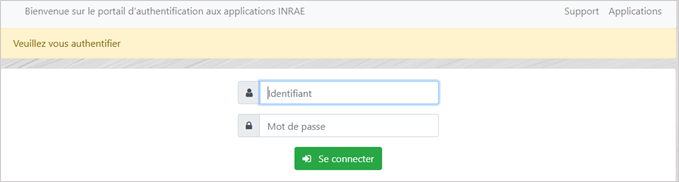 Bienvenue sur le portail d'authentification aux applications INRAE Support Applications
Veuillez vous authentifier
Identifiant
Mot de passe
Se connecter